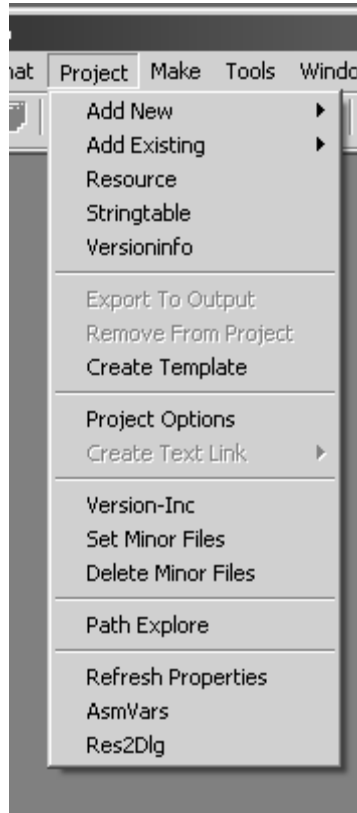 Project Make Tools
Add New
Add Existing
Resource
Stringtable
Versioninfo
Export To Output
Remove From Project
Create Template
Project Options
Create Text Link
Version-Inc
Set Minor Files
Delete Minor Files
Path Explore
Refresh Properties
AsmVars
Res2Dlg